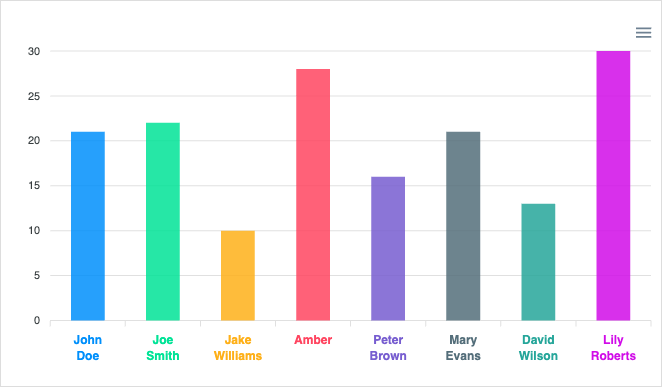 30
25
20
15
10
5
0
John Doe
Joe Smith
Jake Williams
Amber
Peter Brown
Mary Evans
David Wilson
Lily Roberts